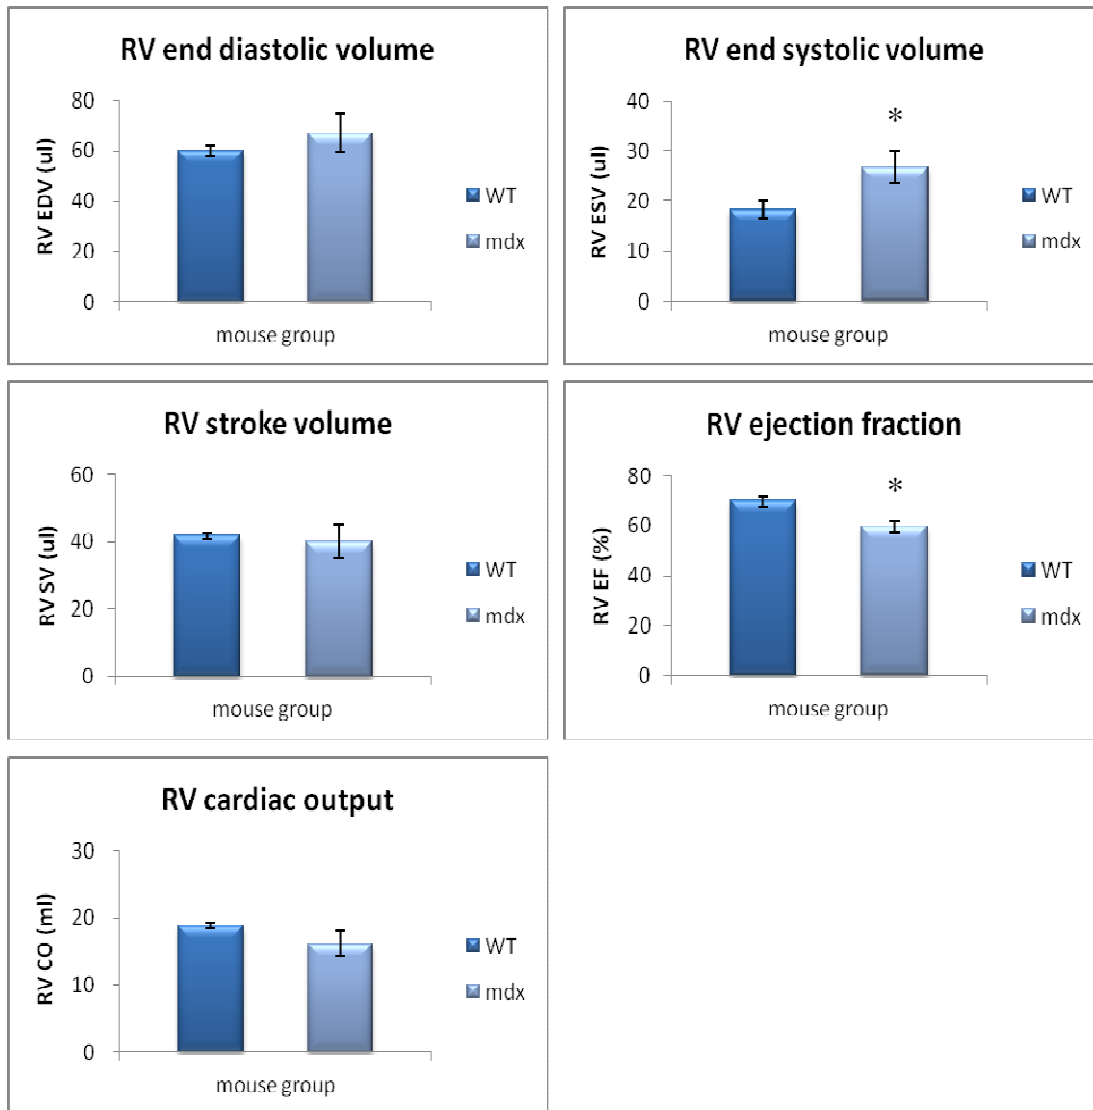 RV end diastolic volume
80
60
40
20
0
RV EDV (ul)
WT
mdx
mouse group
RV end systolic volume
40
*
30
20
10
0
RV ESV (ul)
WT
mdx
mouse group
RV stroke volume
60
40
20
0
RV SV (ul)
WT
mdx
mouse group
RV ejection fraction
80
*
60
40
20
0
RV EF (%)
WT
mdx
mouse group
RV cardiac output
30
20
10
0
RV CO (ml)
WT
mdx
mouse group